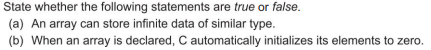 State whether the following statements are true or false.
(a) An array can store infinite data of similar type.
(b) When an array is declared, C automatically initializes its elements to zero.